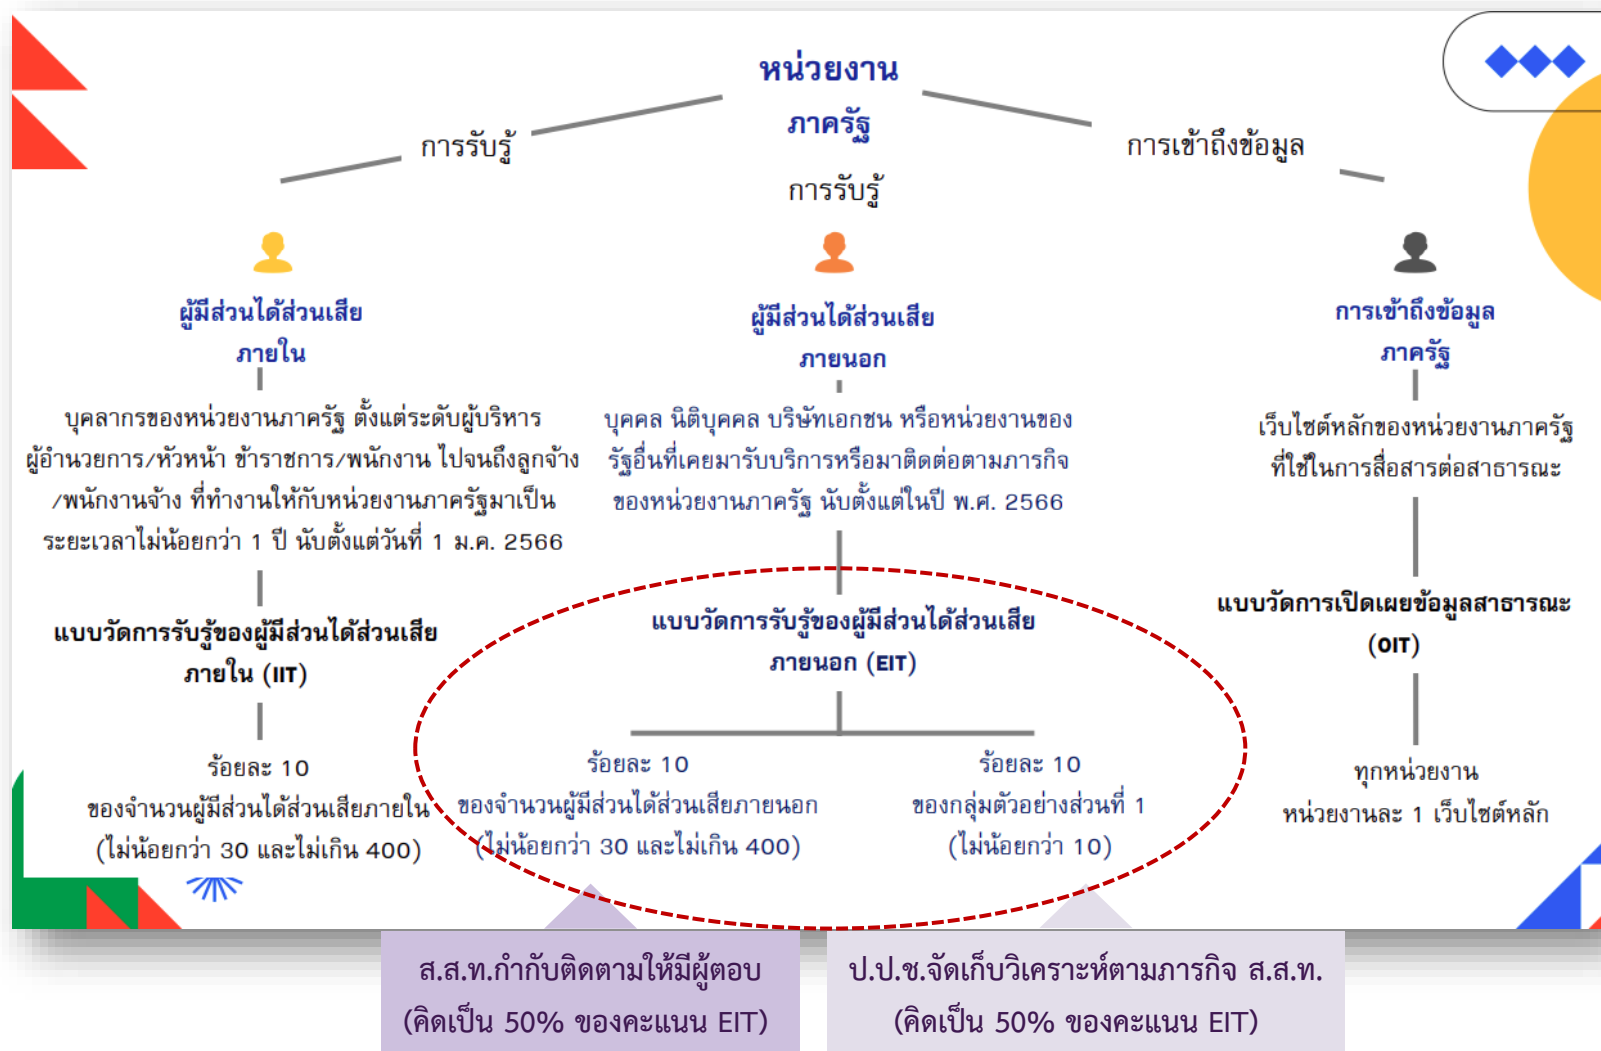 หน่วยงาน
ภาครัฐ
การรับรู้
การรับรู้
การเข้าถึงข้อมูล
ผู้มีส่วนได้ส่วนเสีย
ภายใน
บุคลากรของหน่วยงานภาครัฐ ตั้งแต่ระดับผู้บริหาร
ผู้อำนวยการ/หัวหน้า ข้าราชการ/พนักงาน ไปจนถึงลูกจ้าง
/พนักงานจ้าง ที่ทำงานให้กับหน่วยงานภาครัฐมาเป็น
ระยะเวลาไม่น้อยกว่า 1 ปี นับตั้งแต่วันที่ 1 ม.ค. 2566
แบบวัดการรับรู้ของผู้มีส่วนได้ส่วนเสีย
ภายใน (IIT)
ร้อยละ 10
ของจำนวนผู้มีส่วนได้ส่วนเสียภายใน
(ไม่น้อยกว่า 30 และไม่เกิน 400)
ผู้มีส่วนได้ส่วนเสีย
ภายนอก
บุคคล นิติบุคคล บริษัทเอกชน หรือหน่วยงานของ
รัฐอื่นที่เคยมารับบริการหรือมาติดต่อตามภารกิจ
ของหน่วยงานภาครัฐ นับตั้งแต่ในปี พ.ศ. 2566
แบบวัดการรับรู้ของผู้มีส่วนได้ส่วนเสีย
ภายนอก (EIT)
ร้อยละ 10
ของจำนวนผู้มีส่วนได้ส่วนเสียภายนอก
(ไม่น้อยกว่า 30 และไม่เกิน 400)
ร้อยละ 10
ของกลุ่มตัวอย่างส่วนที่ 1
(ไม่น้อยกว่า 10)
การเข้าถึงข้อมูล
ภาครัฐ
เว็บไซต์หลักของหน่วยงานภาครัฐ
ที่ใช้ในการสื่อสารต่อสาธารณะ
แบบวัดการเปิดเผยข้อมูลสาธารณะ
(OIT)
ทุกหน่วยงาน
หน่วยงานละ 1 เว็บไซต์หลัก
ส.ส.ท.กำกับติดตามให้มีผู้ตอบ
(คิดเป็น 50% ของคะแนน EIT)
ป.ป.ช.จัดเก็บวิเคราะห์ตามภารกิจ ส.ส.ท.
(คิดเป็น 50% ของคะแนน EIT)